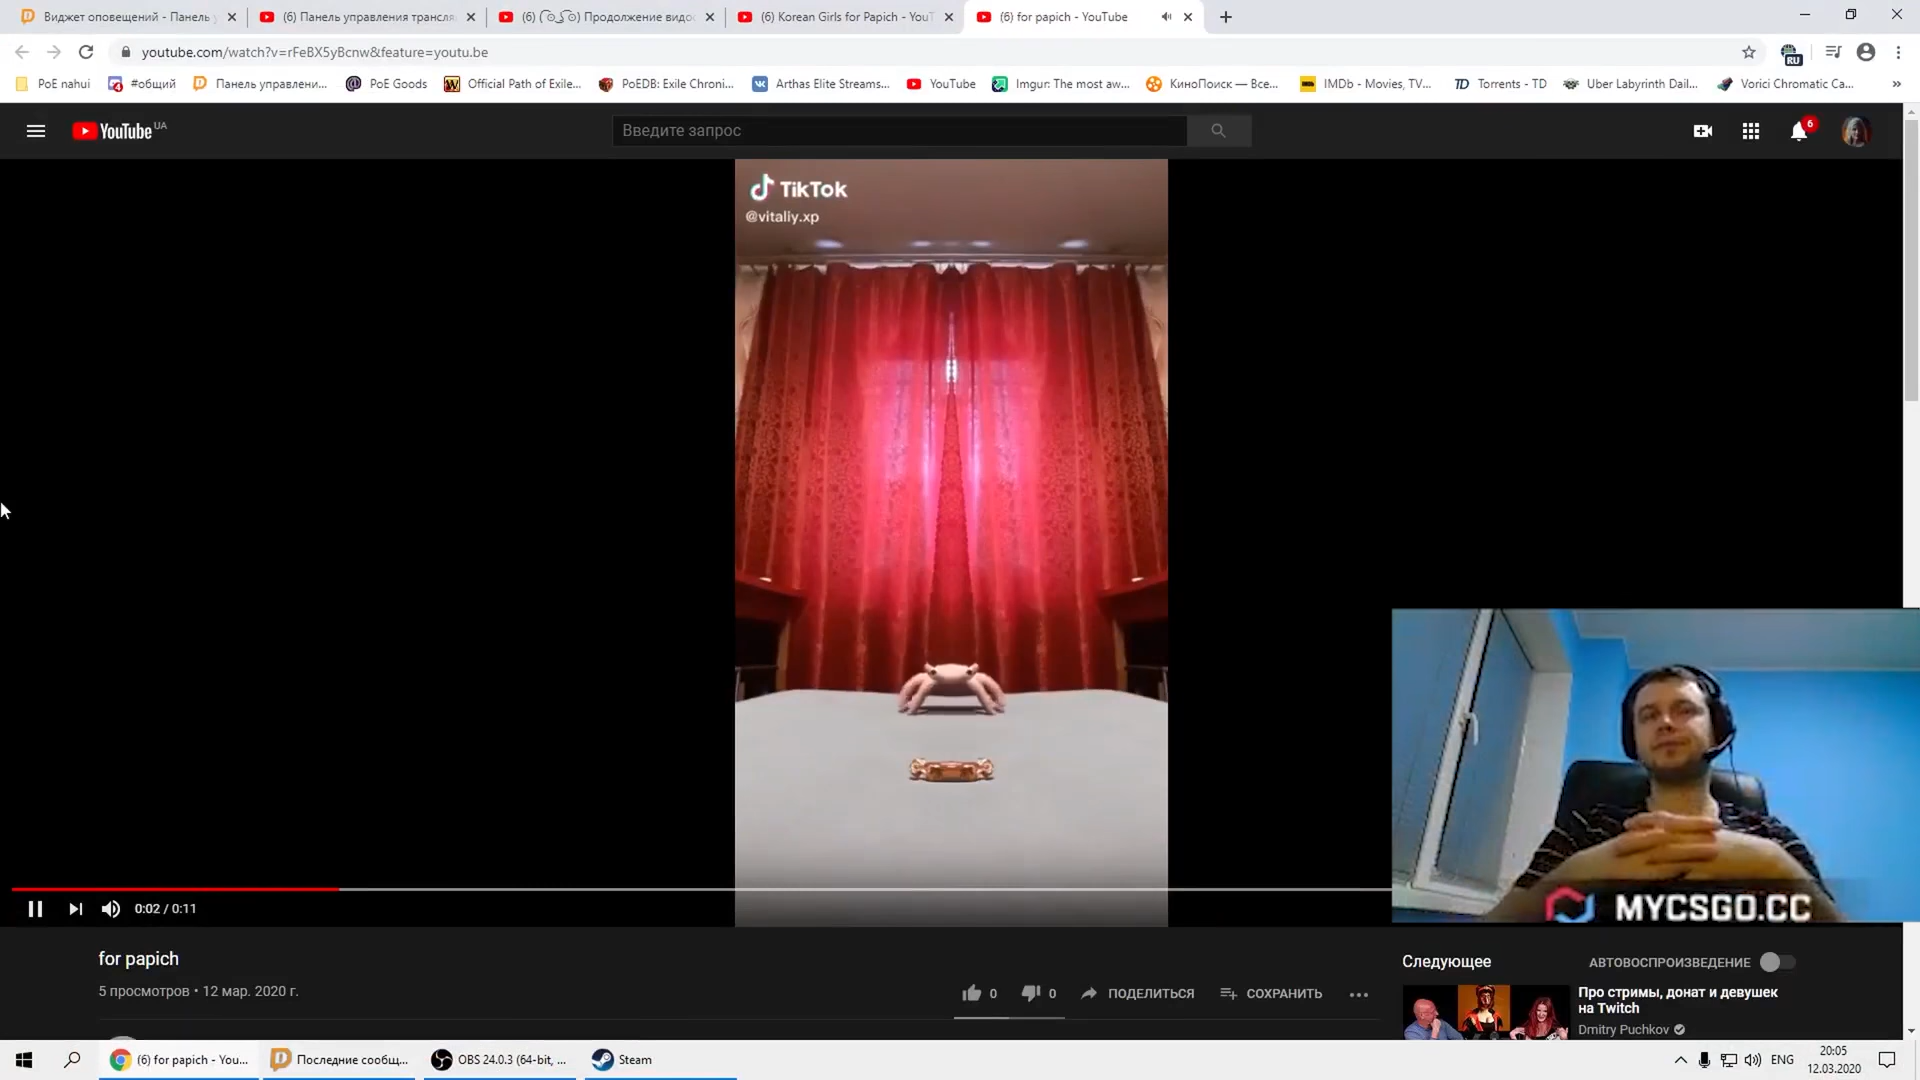 Виджет оповещений - Панель
(6) Панель управления трансля
(6) ( ͡⊙ ͜ʖ ͡⊙) Продолжение видо
(6) Korean Girls for Papich - YouT
(6) for papich - YouTube
youtube.com/watch?v=rFeBX5yBcnw&feature=youtu.be
RU
PoE nahui
4
#общий
Панель управлени...
PoE Goods
Official Path of Exile...
PoEDB: Exile Chroni...
Arthas Elite Streams...
YouTube
Imgur: The most aw...
КиноПоиск — Все...
IMDb - Movies, TV...
TD
Torrents - TD
Uber Labyrinth Dail...
Vorici Chromatic Ca...
YouTube UA
Введите запрос
6
TikTok
@vitaliy.xp
0:02 / 0:11
MYCSGO.CC
for papich
5 просмотров • 12 мар. 2020 г.
0
0
ПОДЕЛИТЬСЯ
СОХРАНИТЬ
Следующее
АВТОВОСПРОИЗВЕДЕНИЕ
Про стримы, донат и девушек
на Twitch
Dmitry Puchkov
(6) for papich - You...
Последние сообщ...
OBS 24.0.3 (64-bit, ...
Steam
ENG
20:05
12.03.2020